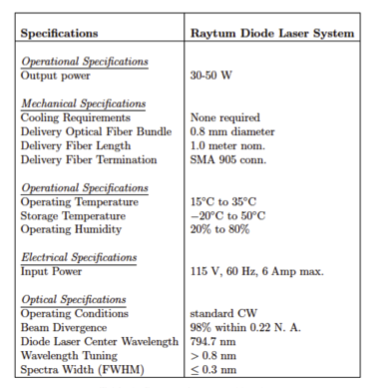 Specifications Raytum Diode Laser System
Operational Specifications
Output power 30-50 W
Mechanical Specifications
Cooling Requirements None required
Delivery Optical Fiber Bundle 0.8 mm diameter
Delivery Fiber Length 1.0 meter nom.
Delivery Fiber Termination SMA 905 conn.
Operational Specifications
Operating Temperature 15°C to 35°C
Storage Temperature −20°C to 50°C
Operating Humidity 20% to 80%
Electrical Specifications
Input Power 115 V, 60 Hz, 6 Amp max.
Optical Specifications
Operating Conditions standard CW
Beam Divergence 98% within 0.22 N. A.
Diode Laser Center Wavelength 794.7 nm
Wavelength Tuning > 0.8 nm
Spectra Width (FWHM) ≤ 0.3 nm